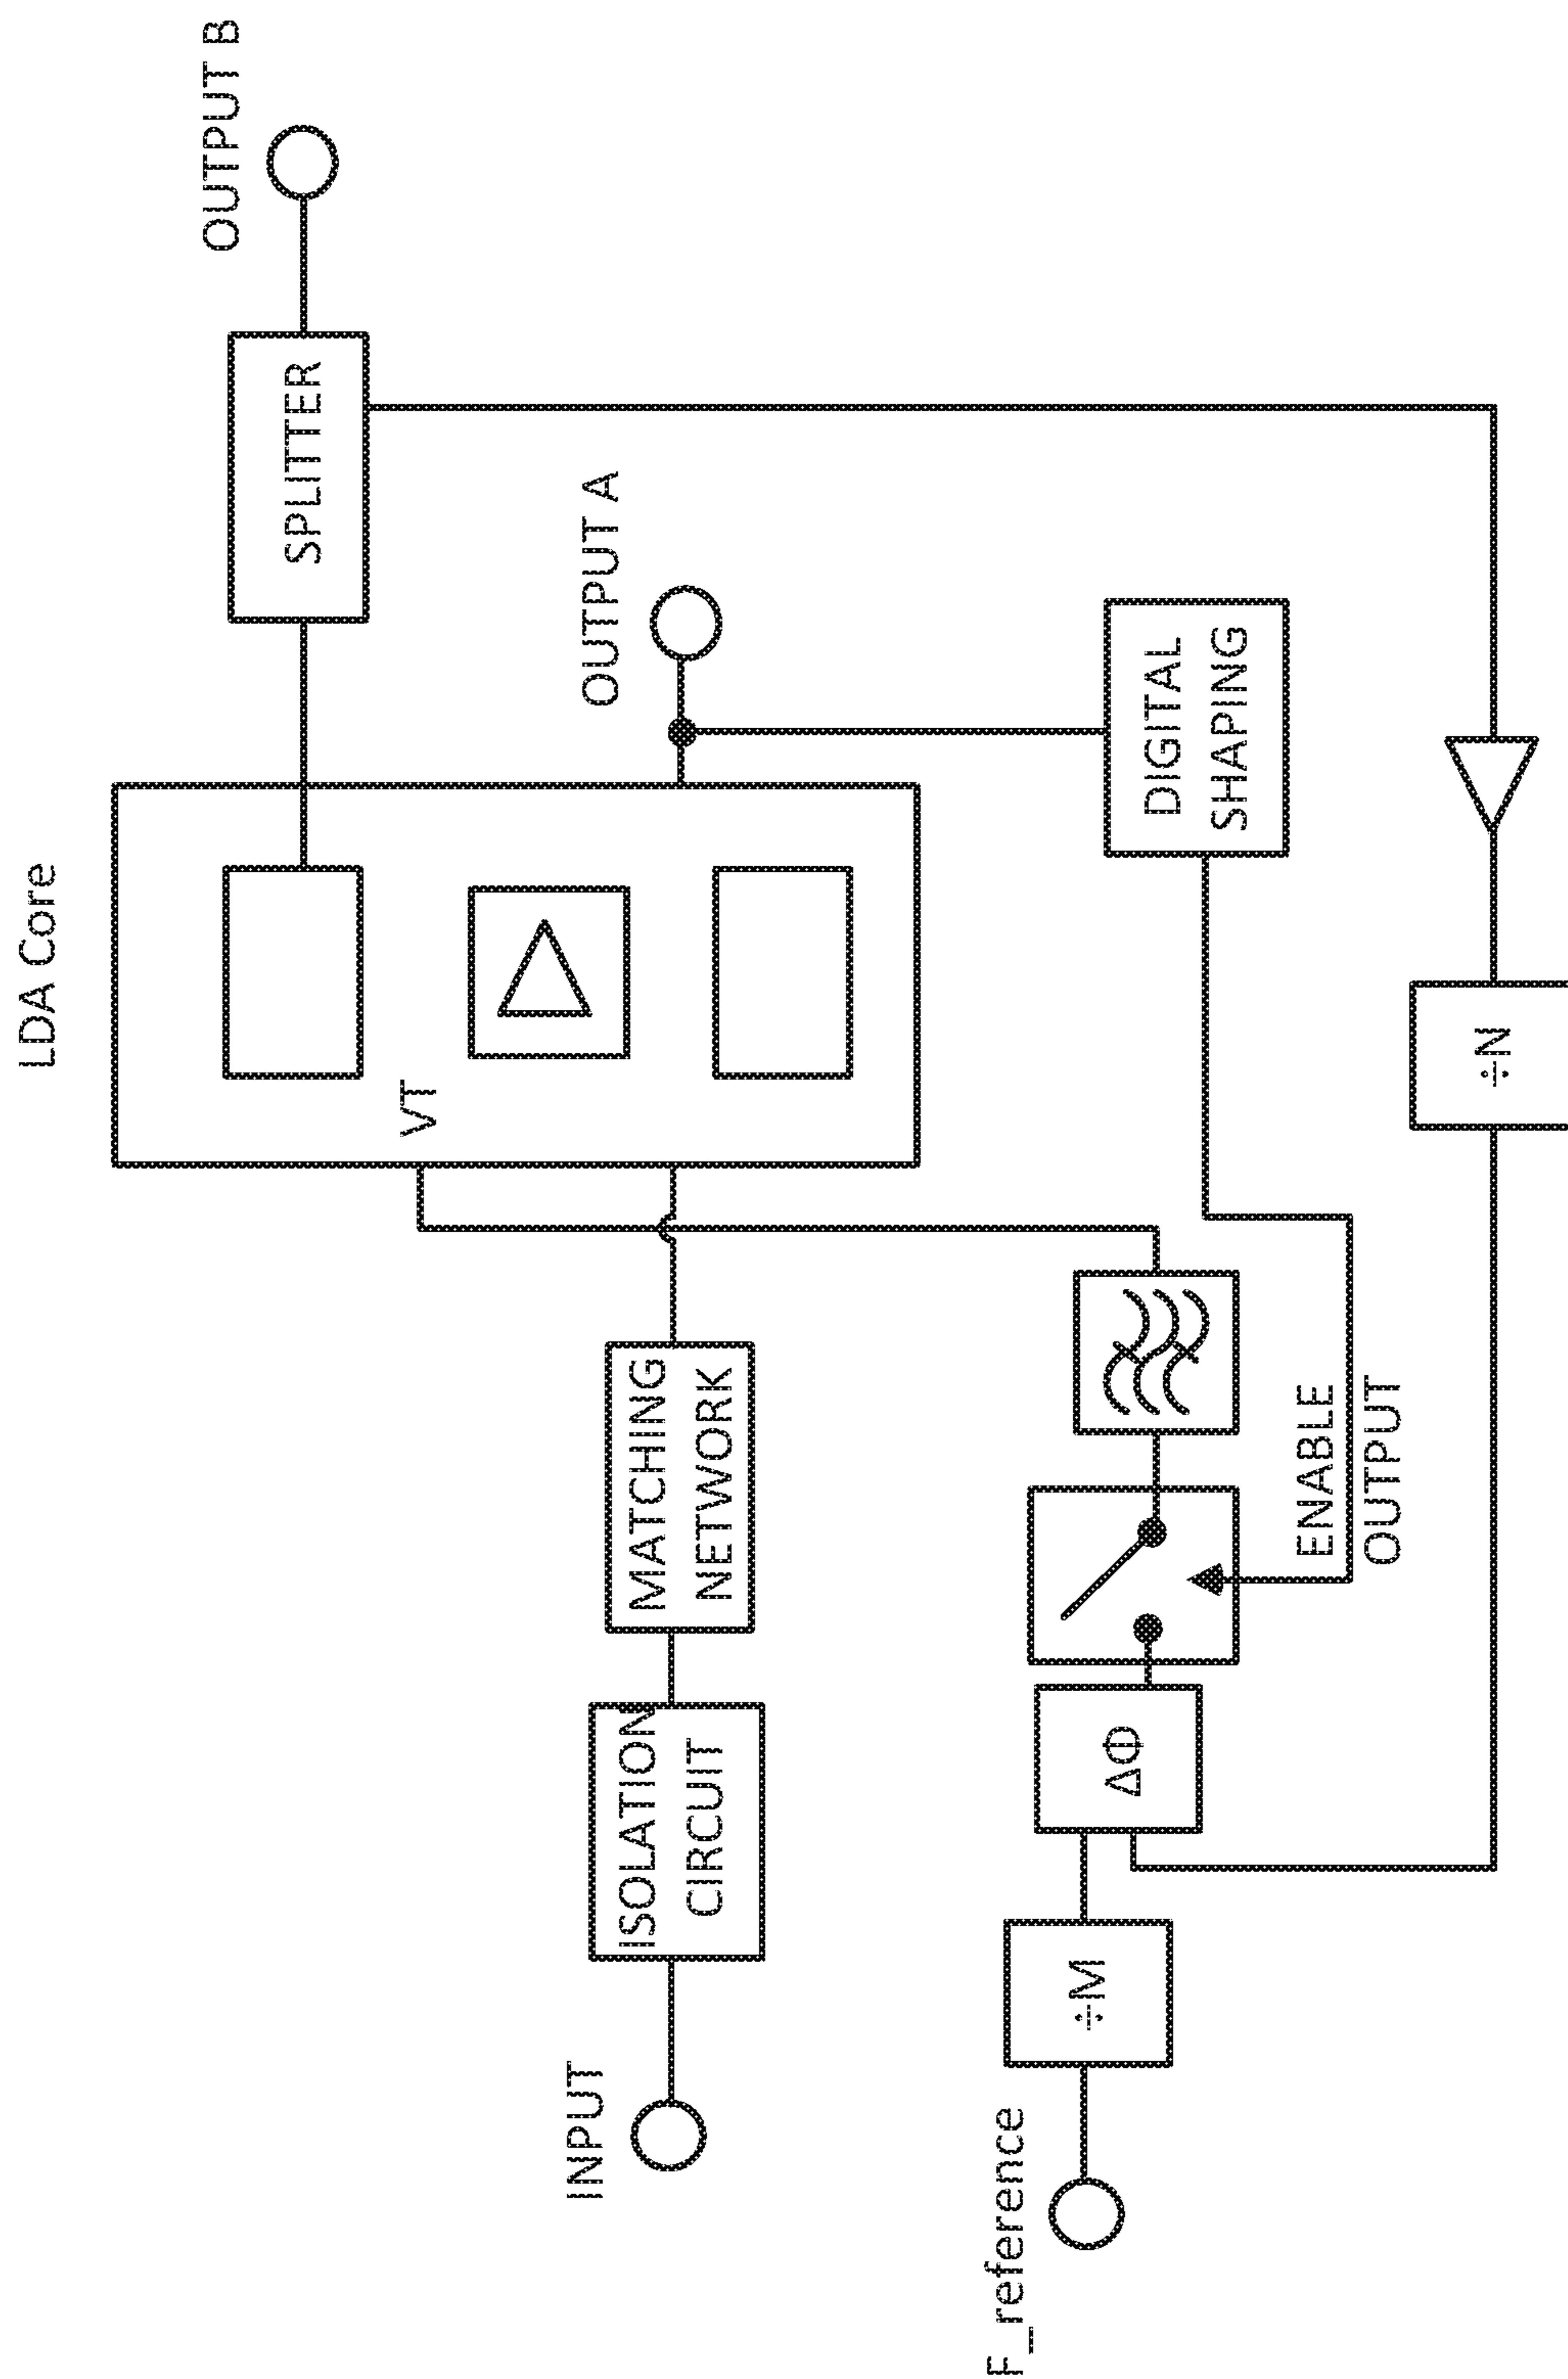 LDA Core
OUTPUT B
SPLITTER
VT
OUTPUT A
INPUT
ISOLATION
CIRCUIT
MATCHING
NETWORK
DIGITAL
SHAPING
F_reference
÷M
ΔΦ
ENABLE
OUTPUT
÷N